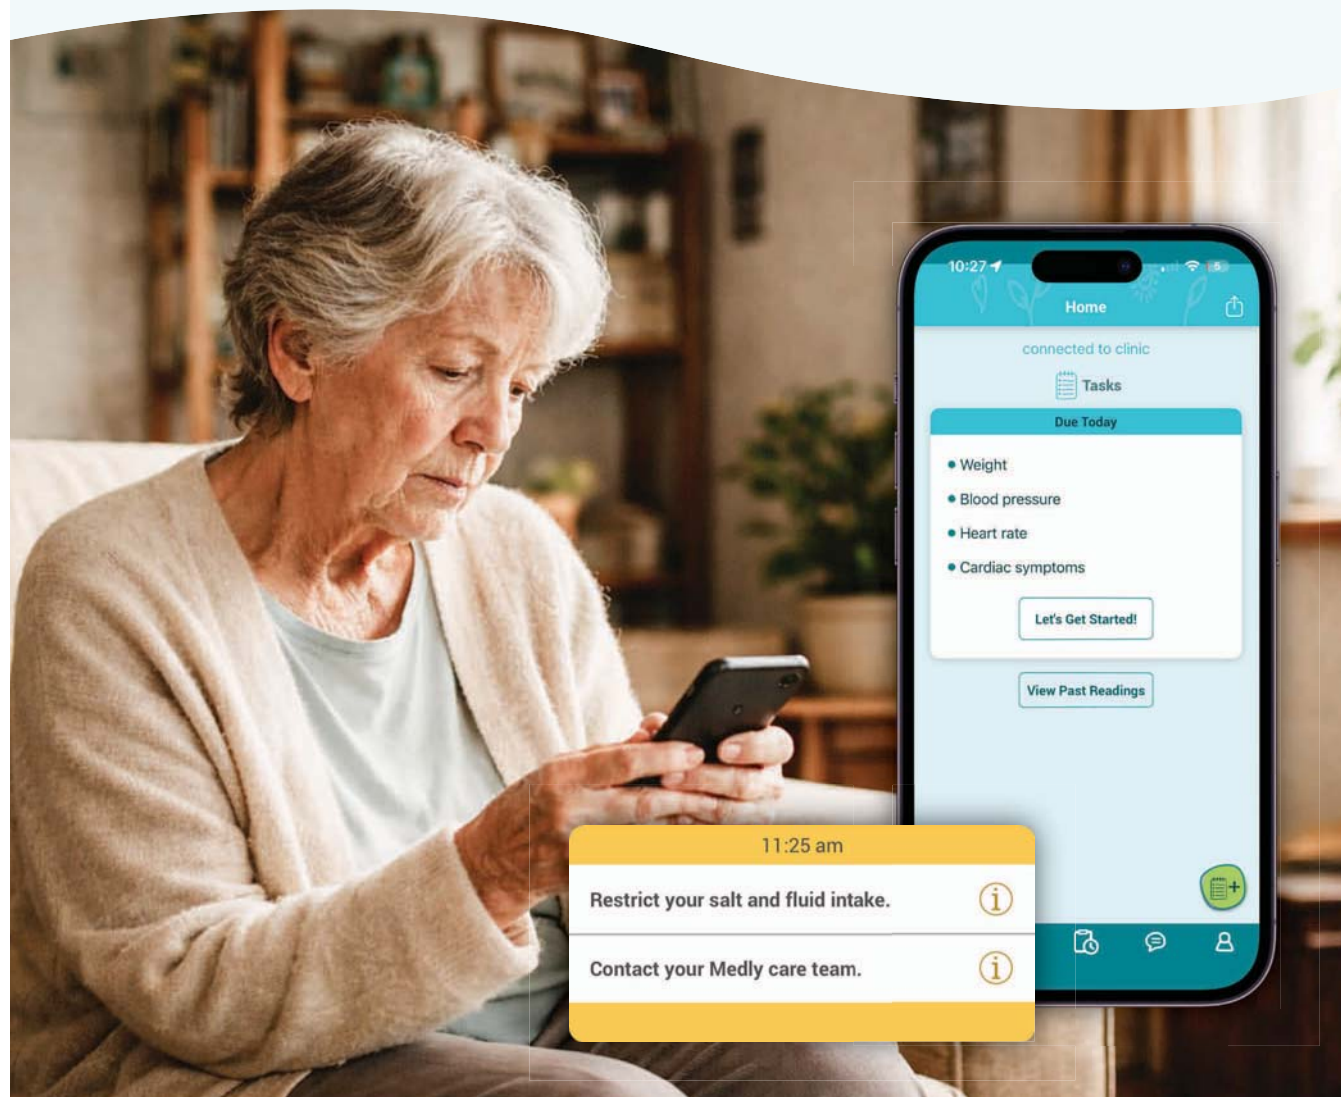 10:27
5
Home
connected to clinic
Tasks
Due Today
• Weight
• Blood pressure
• Heart rate
• Cardiac symptoms
Let's Get Started!
View Past Readings
11:25 am
Restrict your salt and fluid intake.
Contact your Medly care team.